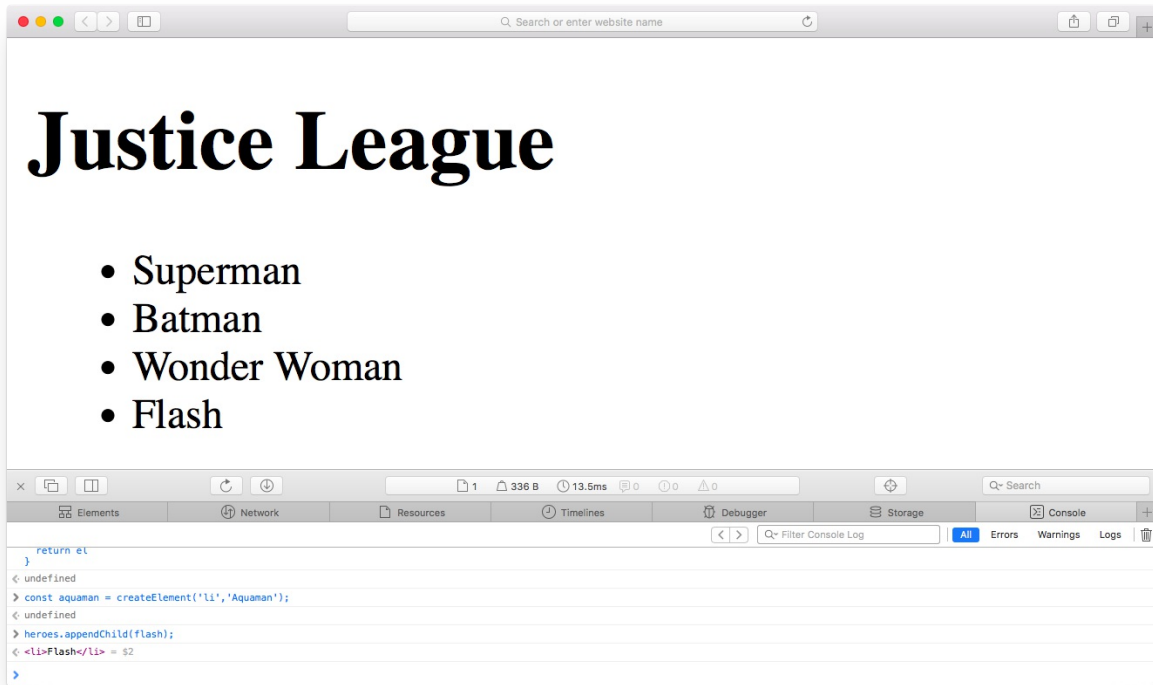 Search or enter website name
Justice League
• Superman
• Batman
• Wonder Woman
• Flash
1 336 B 13.5ms 0 0 0
Search
Elements Network Resources Timelines Debugger Storage Console
Filter Console Log All Errors Warnings Logs
return el
}
undefined
const aquaman = createElement('li','Aquaman');
undefined
heroes.appendChild(flash);
<li>Flash</li> = $2